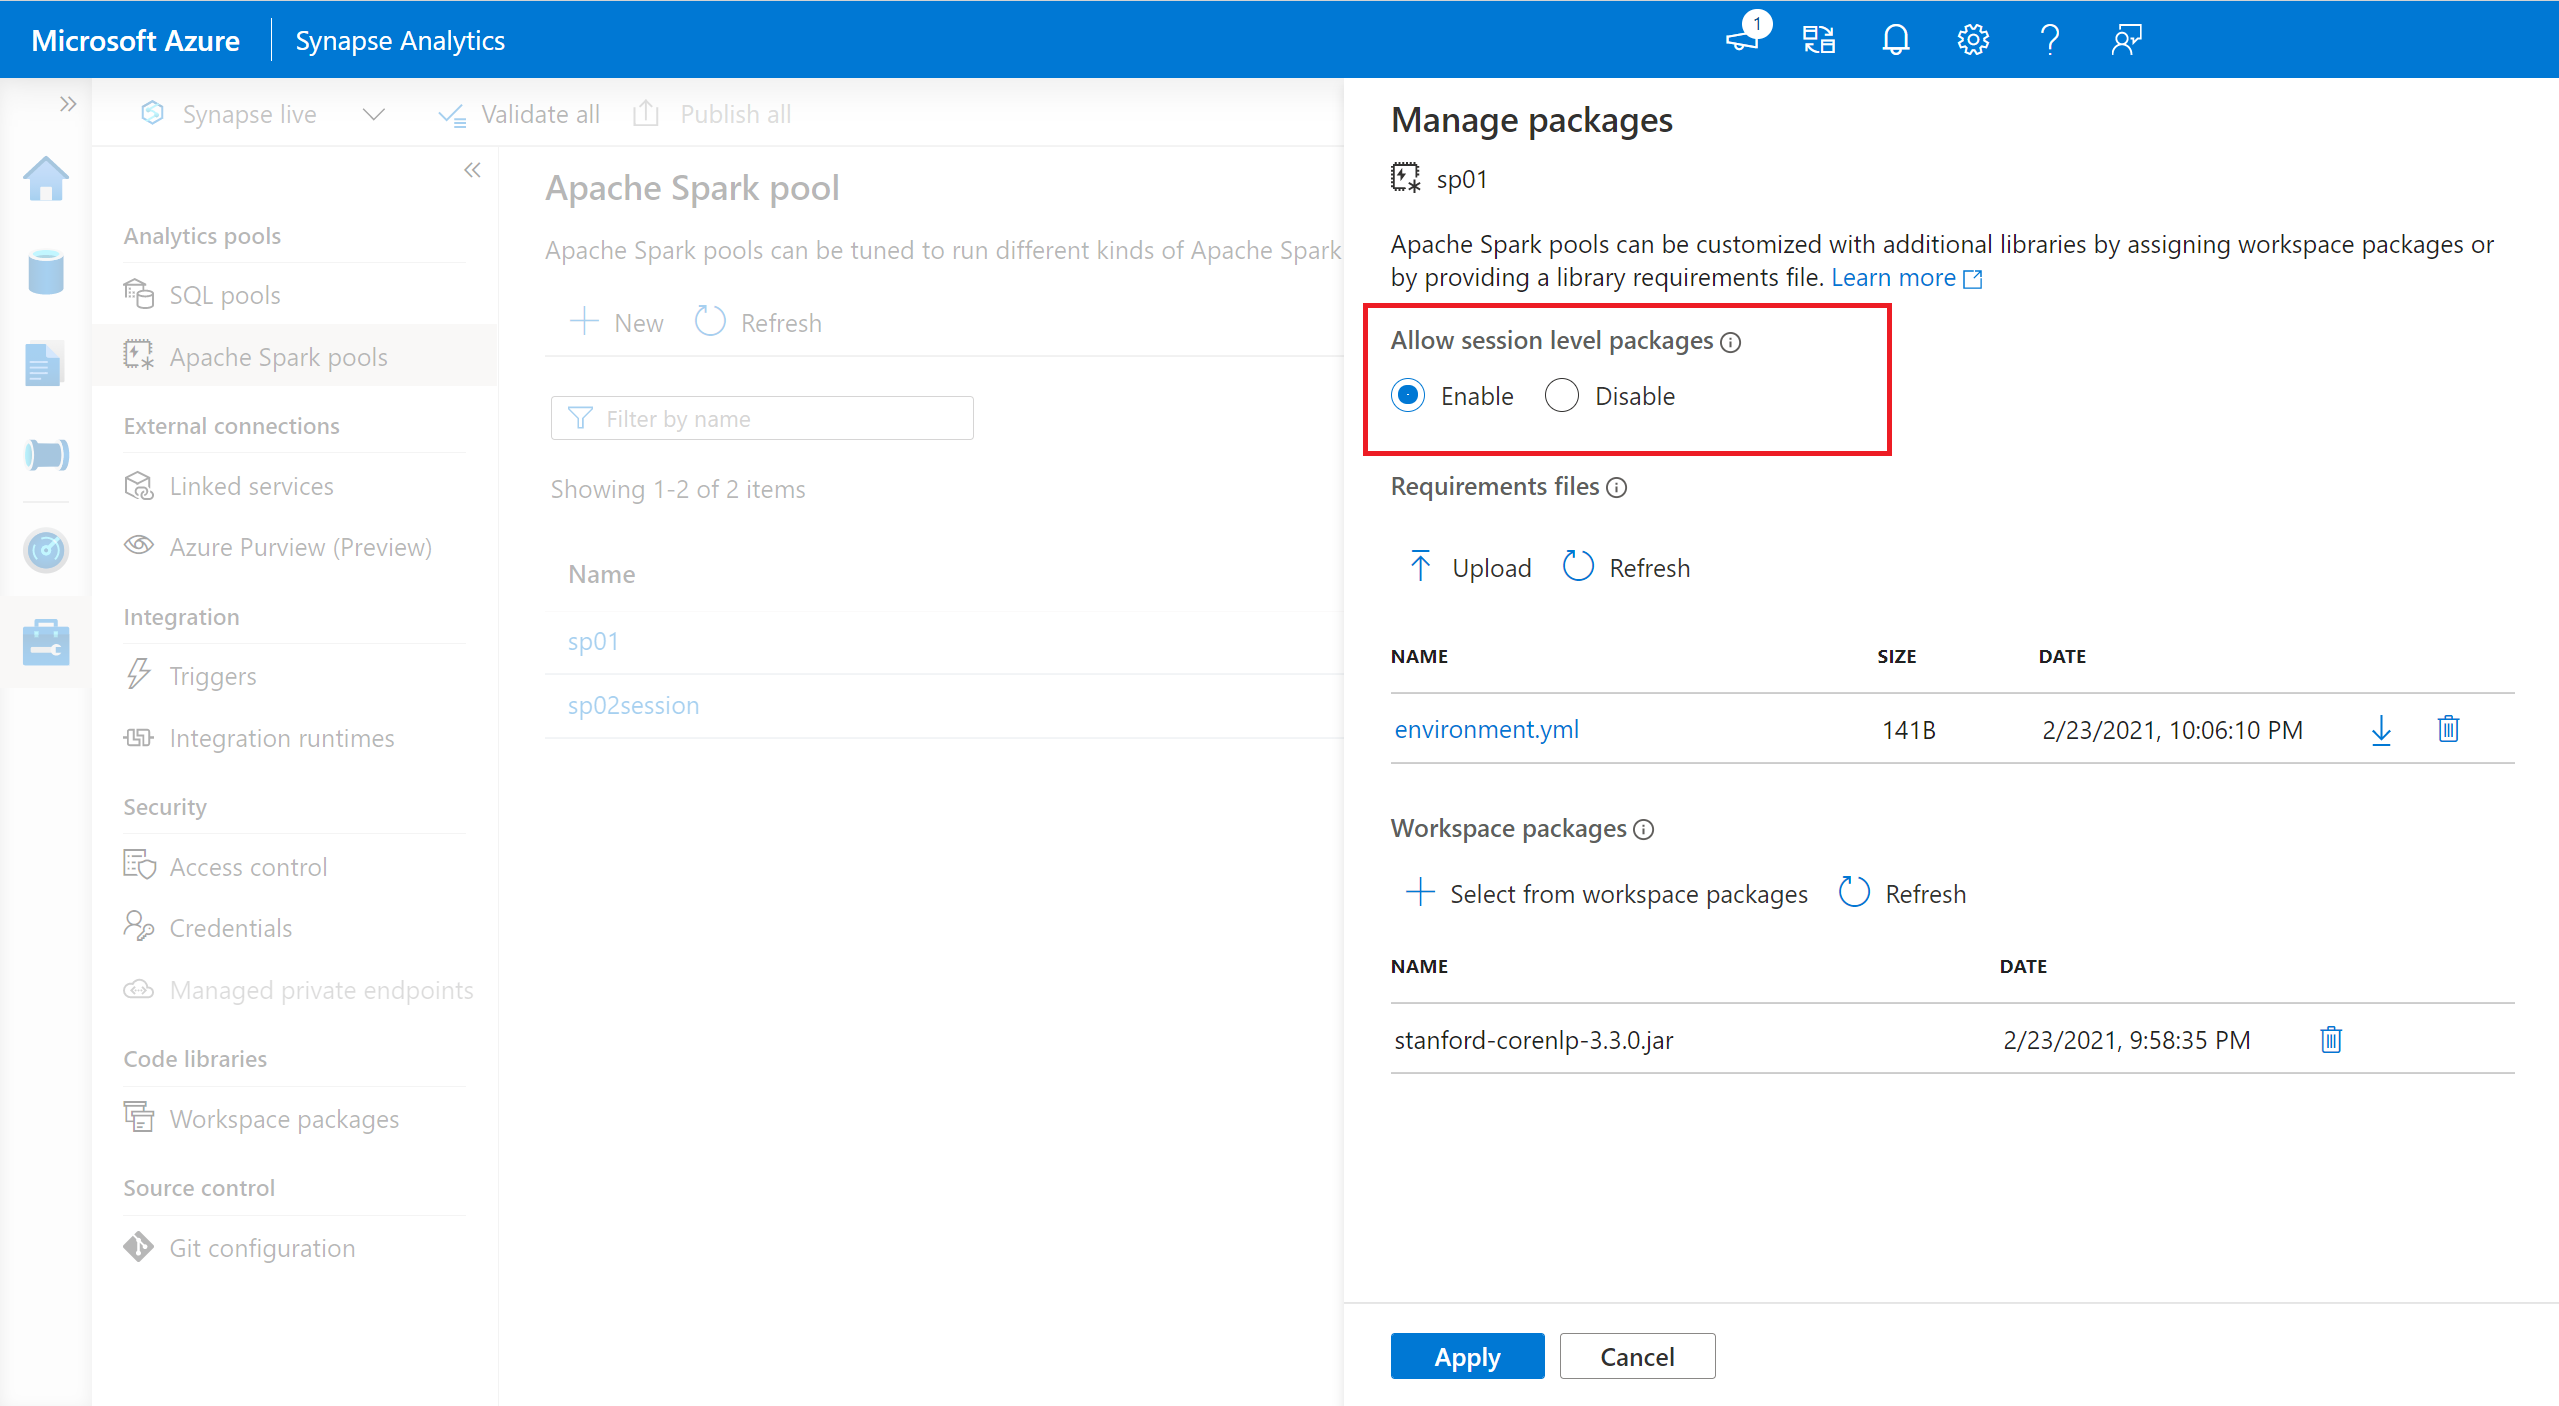 Microsoft Azure
Synapse Analytics
1
Synapse live
Validate all
Publish all
Analytics pools
SQL pools
Apache Spark pools
External connections
Linked services
Azure Purview (Preview)
Integration
Triggers
Integration runtimes
Security
Access control
Credentials
Managed private endpoints
Code libraries
Workspace packages
Source control
Git configuration
Apache Spark pool
Apache Spark pools can be tuned to run different kinds of Apache Spark
New
Refresh
Filter by name
Showing 1-2 of 2 items
Name
sp01
sp02session
Manage packages
sp01
Apache Spark pools can be customized with additional libraries by assigning workspace packages or
by providing a library requirements file. Learn more
Allow session level packages
Enable
Disable
Requirements files
Upload
Refresh
NAME SIZE DATE
environment.yml 141B 2/23/2021, 10:06:10 PM
Workspace packages
Select from workspace packages
Refresh
NAME DATE
stanford-corenlp-3.3.0.jar 2/23/2021, 9:58:35 PM
Apply
Cancel